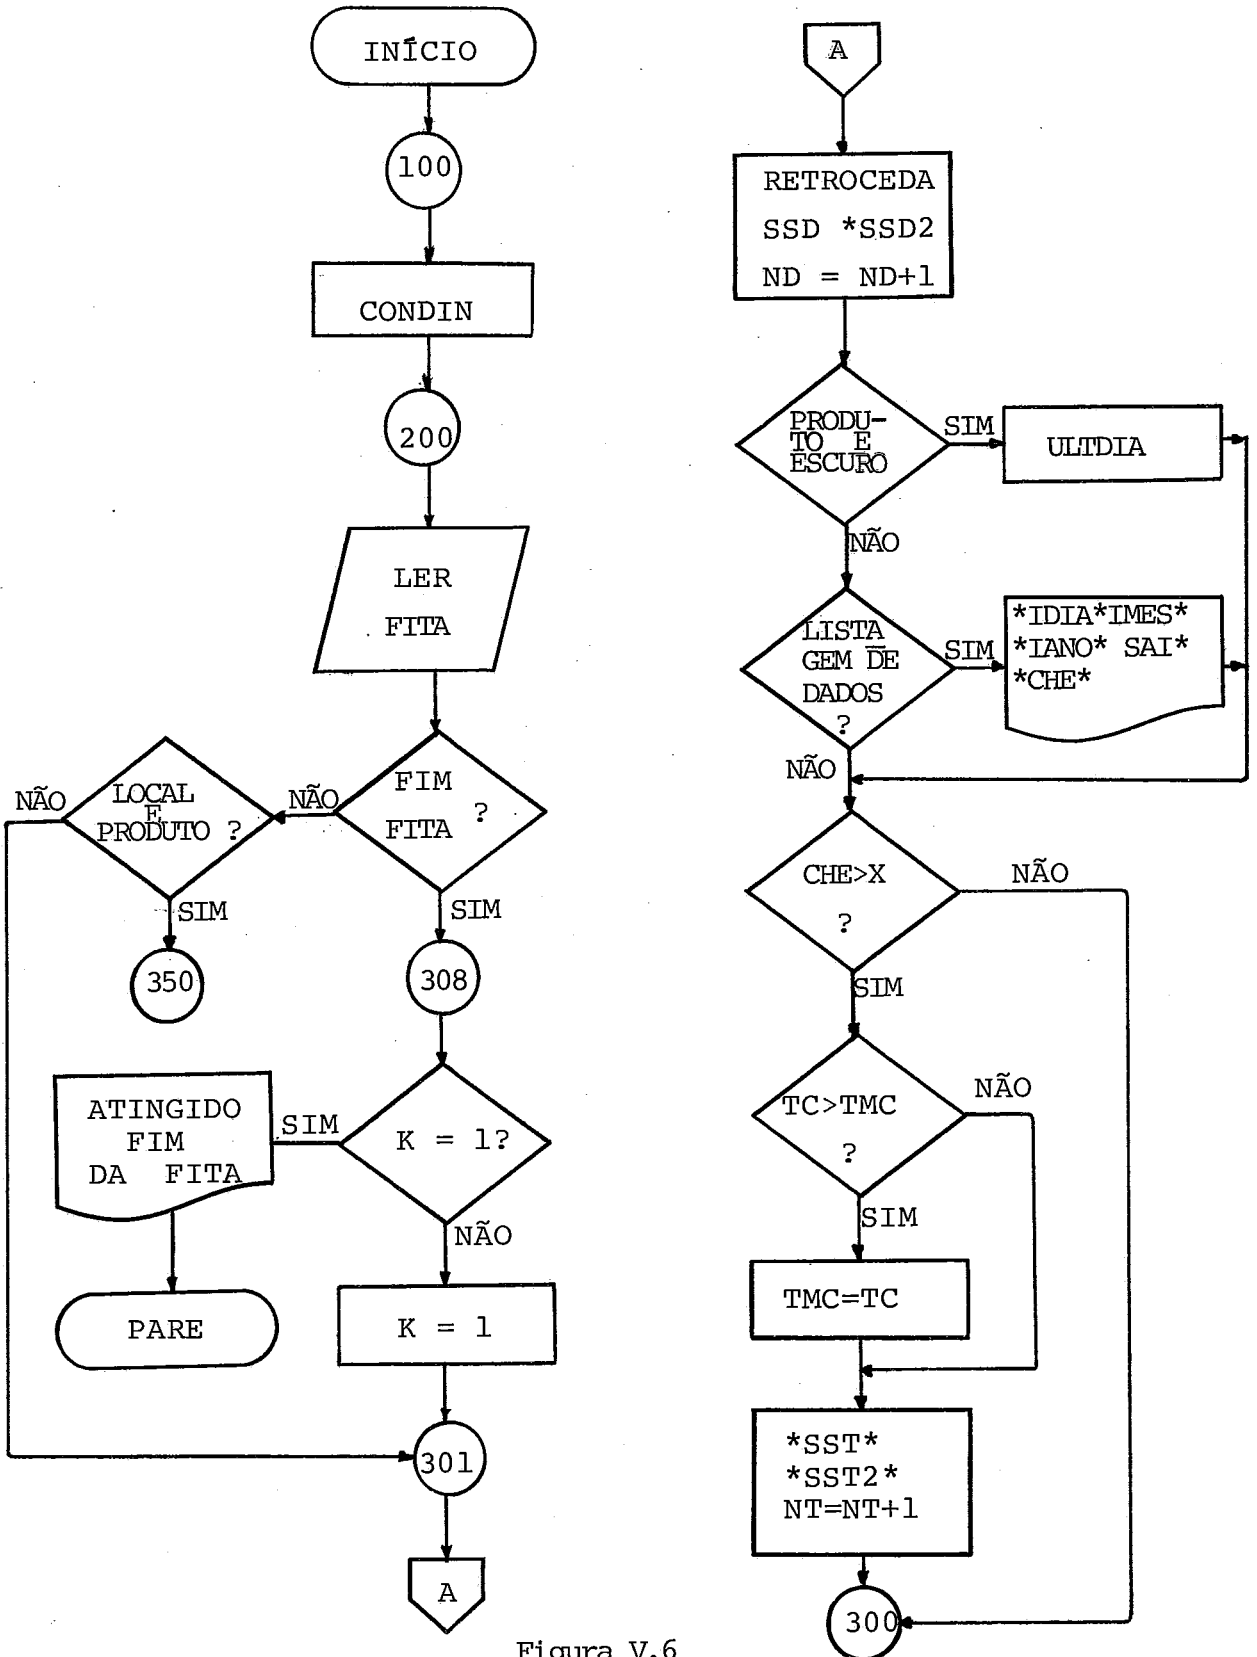 INÍCIO
100
CONDIN
200
LER
FITA
FIM
FITA ?
NÃO
SIM
LOCAL
E
PRODUTO ?
NÃO
SIM
350
308
K = 1?
SIM
NÃO
ATINGIDO
FIM
DA FITA
PARE
K = 1
301
A
A
RETROCEDA
SSD *SSD2
ND = ND+1
PRODU-
TO E
ESCURO
SIM
ULTDIA
NÃO
LISTA
GEM DE
DADOS
?
SIM
*IDIA*IMES*
*IANO* SAI*
*CHE*
NÃO
CHE>X
?
NÃO
SIM
TC>TMC
?
NÃO
SIM
TMC=TC
*SST*
*SST2*
NT=NT+1
300
Figura V.6